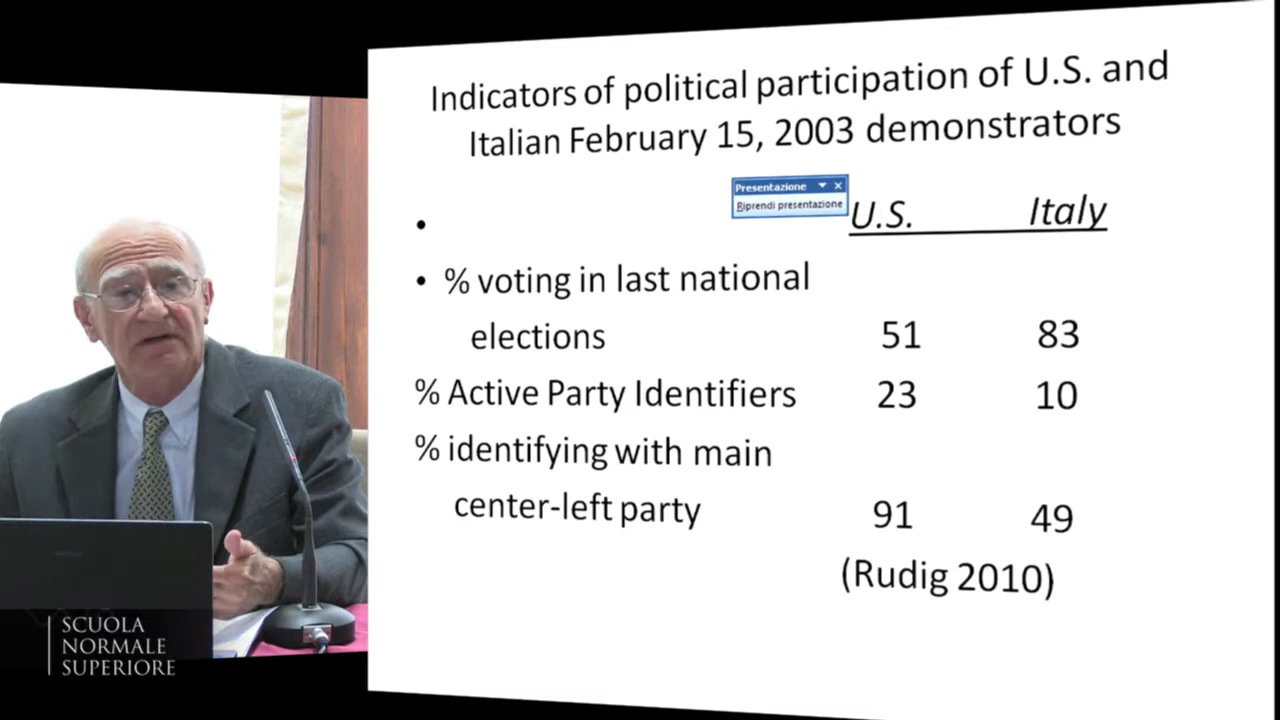 Indicators of political participation of U.S. and
Italian February 15, 2003 demonstrators
Presentazione
Riprendi presentazione
• U.S. Italy
• % voting in last national
elections 51 83
% Active Party Identifiers 23 10
% identifying with main
center-left party 91 49
(Rudig 2010)
SCUOLA
NORMALE
SUPERIORE